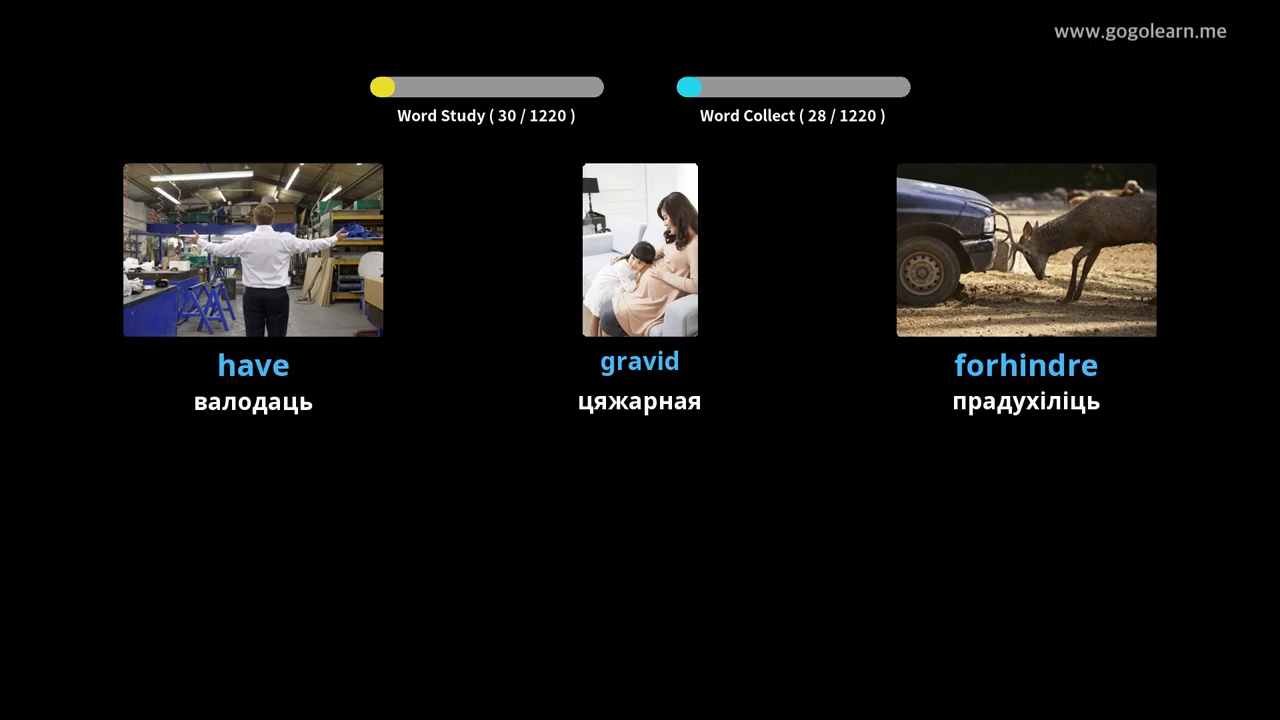 www.gogolearn.me
Word Study ( 30 / 1220 )
Word Collect ( 28 / 1220 )
have
валодаць
gravid
цяжарная
forhindre
прадухіліць